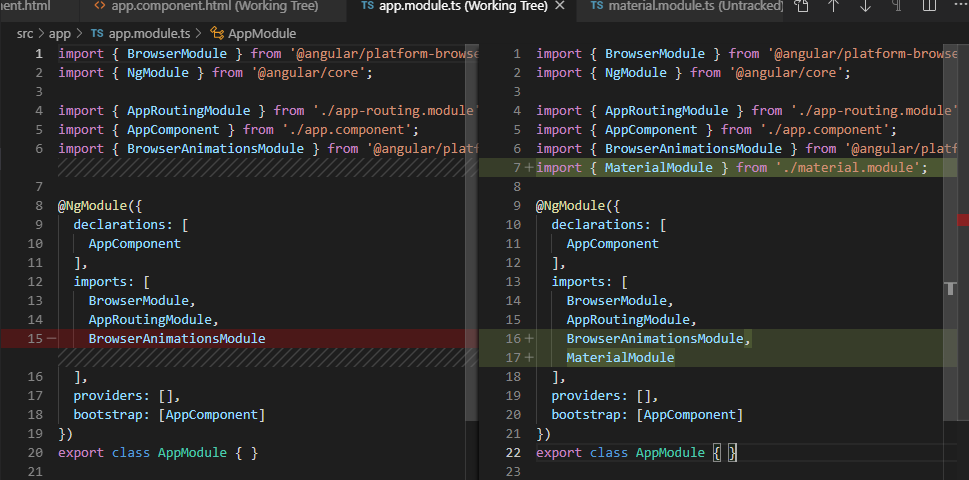 nent.html
<> app.component.html (Working Tree)
TS app.module.ts (Working Tree) ×
TS material.module.ts (Untracked)
src > app > TS app.module.ts > AppModule
1 import { BrowserModule } from '@angular/platform-browse
2 import { NgModule } from '@angular/core';
3
4 import { AppRoutingModule } from './app-routing.module'
5 import { AppComponent } from './app.component';
6 import { BrowserAnimationsModule } from '@angular/platf
7
8 @NgModule({
9 declarations: [
10 AppComponent
11 ],
12 imports: [
13 BrowserModule,
14 AppRoutingModule,
15 − BrowserAnimationsModule
16 ],
17 providers: [],
18 bootstrap: [AppComponent]
19 })
20 export class AppModule { }
21
1 import { BrowserModule } from '@angular/platform-browse
2 import { NgModule } from '@angular/core';
3
4 import { AppRoutingModule } from './app-routing.module'
5 import { AppComponent } from './app.component';
6 import { BrowserAnimationsModule } from '@angular/platf
7 + import { MaterialModule } from './material.module';
8
9 @NgModule({
10 declarations: [
11 AppComponent
12 ],
13 imports: [
14 BrowserModule,
15 AppRoutingModule,
16 + BrowserAnimationsModule,
17 + MaterialModule
18 ],
19 providers: [],
20 bootstrap: [AppComponent]
21 })
22 export class AppModule { }
23